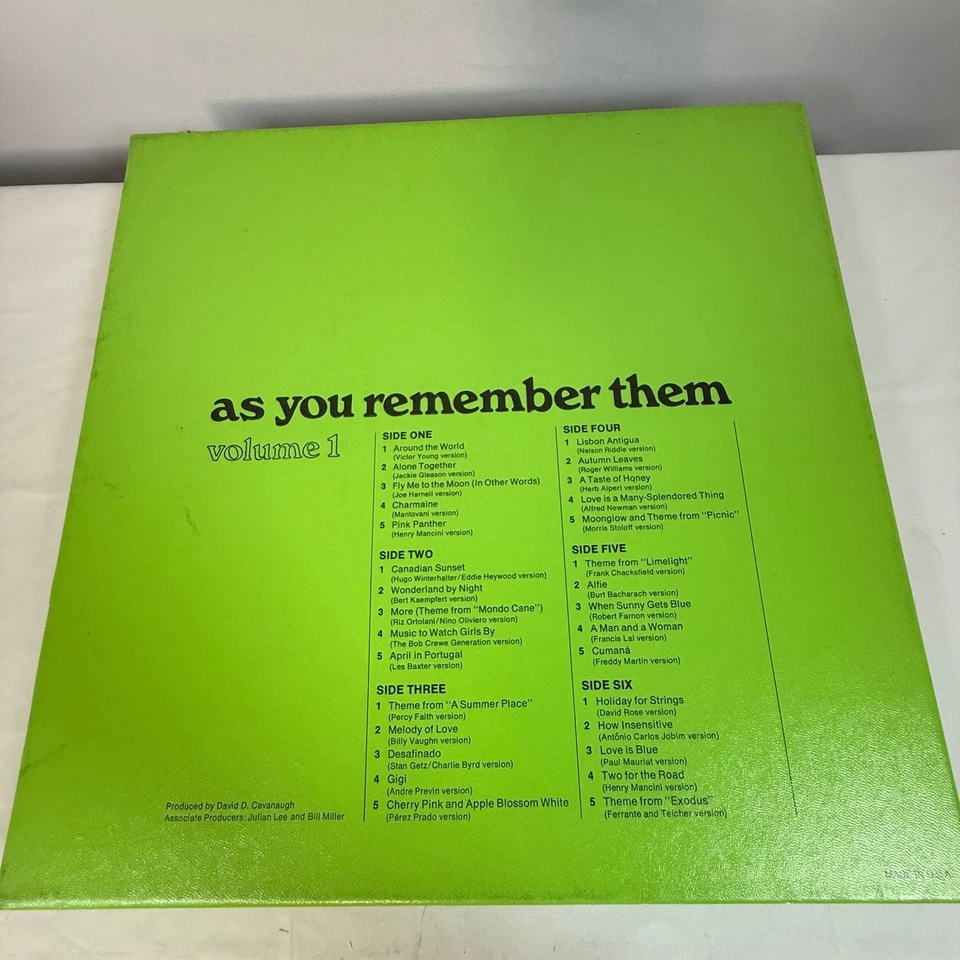 as you remember them
volume 1
SIDE ONE
1 Around the World
(Victor Young version)
2 Alone Together
(Jackie Gleason version)
3 Fly Me to the Moon (In Other Words)
(Joe Harnell version)
4 Charmaine
(Mantovani version)
5 Pink Panther
(Henry Mancini version)
SIDE TWO
1 Canadian Sunset
(Hugo Winterhalter/Eddie Heywood version)
2 Wonderland by Night
(Bert Kaempfert version)
3 More (Theme from "Mondo Cane")
(Riz Ortolani/Nino Oliviero version)
4 Music to Watch Girls By
(The Bob Crewe Generation version)
5 April in Portugal
(Les Baxter version)
SIDE THREE
1 Theme from "A Summer Place"
(Percy Faith version)
2 Melody of Love
(Billy Vaughn version)
3 Desafinado
(Stan Getz/Charlie Byrd version)
4 Gigi
(Andre Previn version)
5 Cherry Pink and Apple Blossom White
(Pérez Prado version)
SIDE FOUR
1 Lisbon Antigua
(Nelson Riddle version)
2 Autumn Leaves
(Roger Williams version)
3 A Taste of Honey
(Herb Alpert version)
4 Love is a Many-Splendored Thing
(Alfred Newman version)
5 Moonglow and Theme from "Picnic"
(Morris Stoloff version)
SIDE FIVE
1 Theme from "Limelight"
(Frank Chacksfield version)
2 Alfie
(Burt Bacharach version)
3 When Sunny Gets Blue
(Robert Farnon version)
4 A Man and a Woman
(Francis Lai version)
5 Cumaná
(Freddy Martin version)
SIDE SIX
1 Holiday for Strings
(David Rose version)
2 How Insensitive
(Antônio Carlos Jobim version)
3 Love is Blue
(Paul Mauriat version)
4 Two for the Road
(Henry Mancini version)
5 Theme from "Exodus"
(Ferrante and Teicher version)
Produced by David D. Cavanaugh
Associate Producers: Julian Lee and Bill Miller
MADE IN U.S.A.